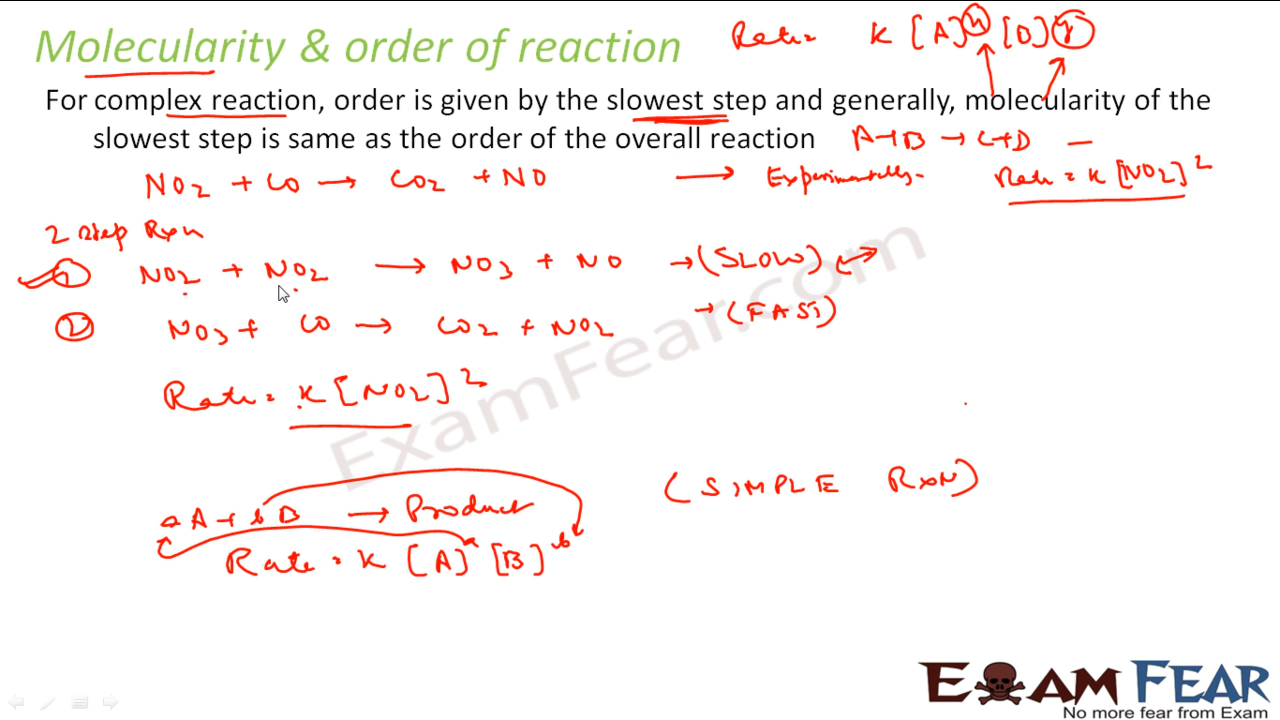 Molecularity & order of reaction
Rate = K [A]^x [B]^y
For complex reaction, order is given by the slowest step and generally, molecularity of the
slowest step is same as the order of the overall reaction
A+B → C+D —
NO2 + CO → CO2 + NO → Experimentally - Rate = K [NO2]^2
2 Step Rxn
① NO2 + NO2 → NO3 + NO → (SLOW)
② NO3 + CO → CO2 + NO2 → (FAST)
Rate = K [NO2]^2
ExamFear.com
(SIMPLE RXN)
aA + bB → Product
Rate = K [A]^a [B]^b
EXAM FEAR
No more fear from Exam